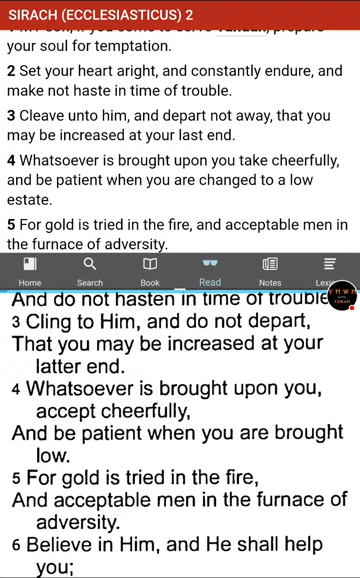 SIRACH (ECCLESIASTICUS) 2
prepare
your soul for temptation.
2 Set your heart aright, and constantly endure, and
make not haste in time of trouble.
3 Cleave unto him, and depart not away, that you
may be increased at your last end.
4 Whatsoever is brought upon you take cheerfully,
and be patient when you are changed to a low
estate.
5 For gold is tried in the fire, and acceptable men in
the furnace of adversity.
Home Search Book Read Notes
And do not hasten in time of trouble
3 Cling to Him, and do not depart,
That you may be increased at your
latter end.
4 Whatsoever is brought upon you,
accept cheerfully,
And be patient when you are brought
low.
5 For gold is tried in the fire,
And acceptable men in the furnace of
adversity.
6 Believe in Him, and He shall help
you;